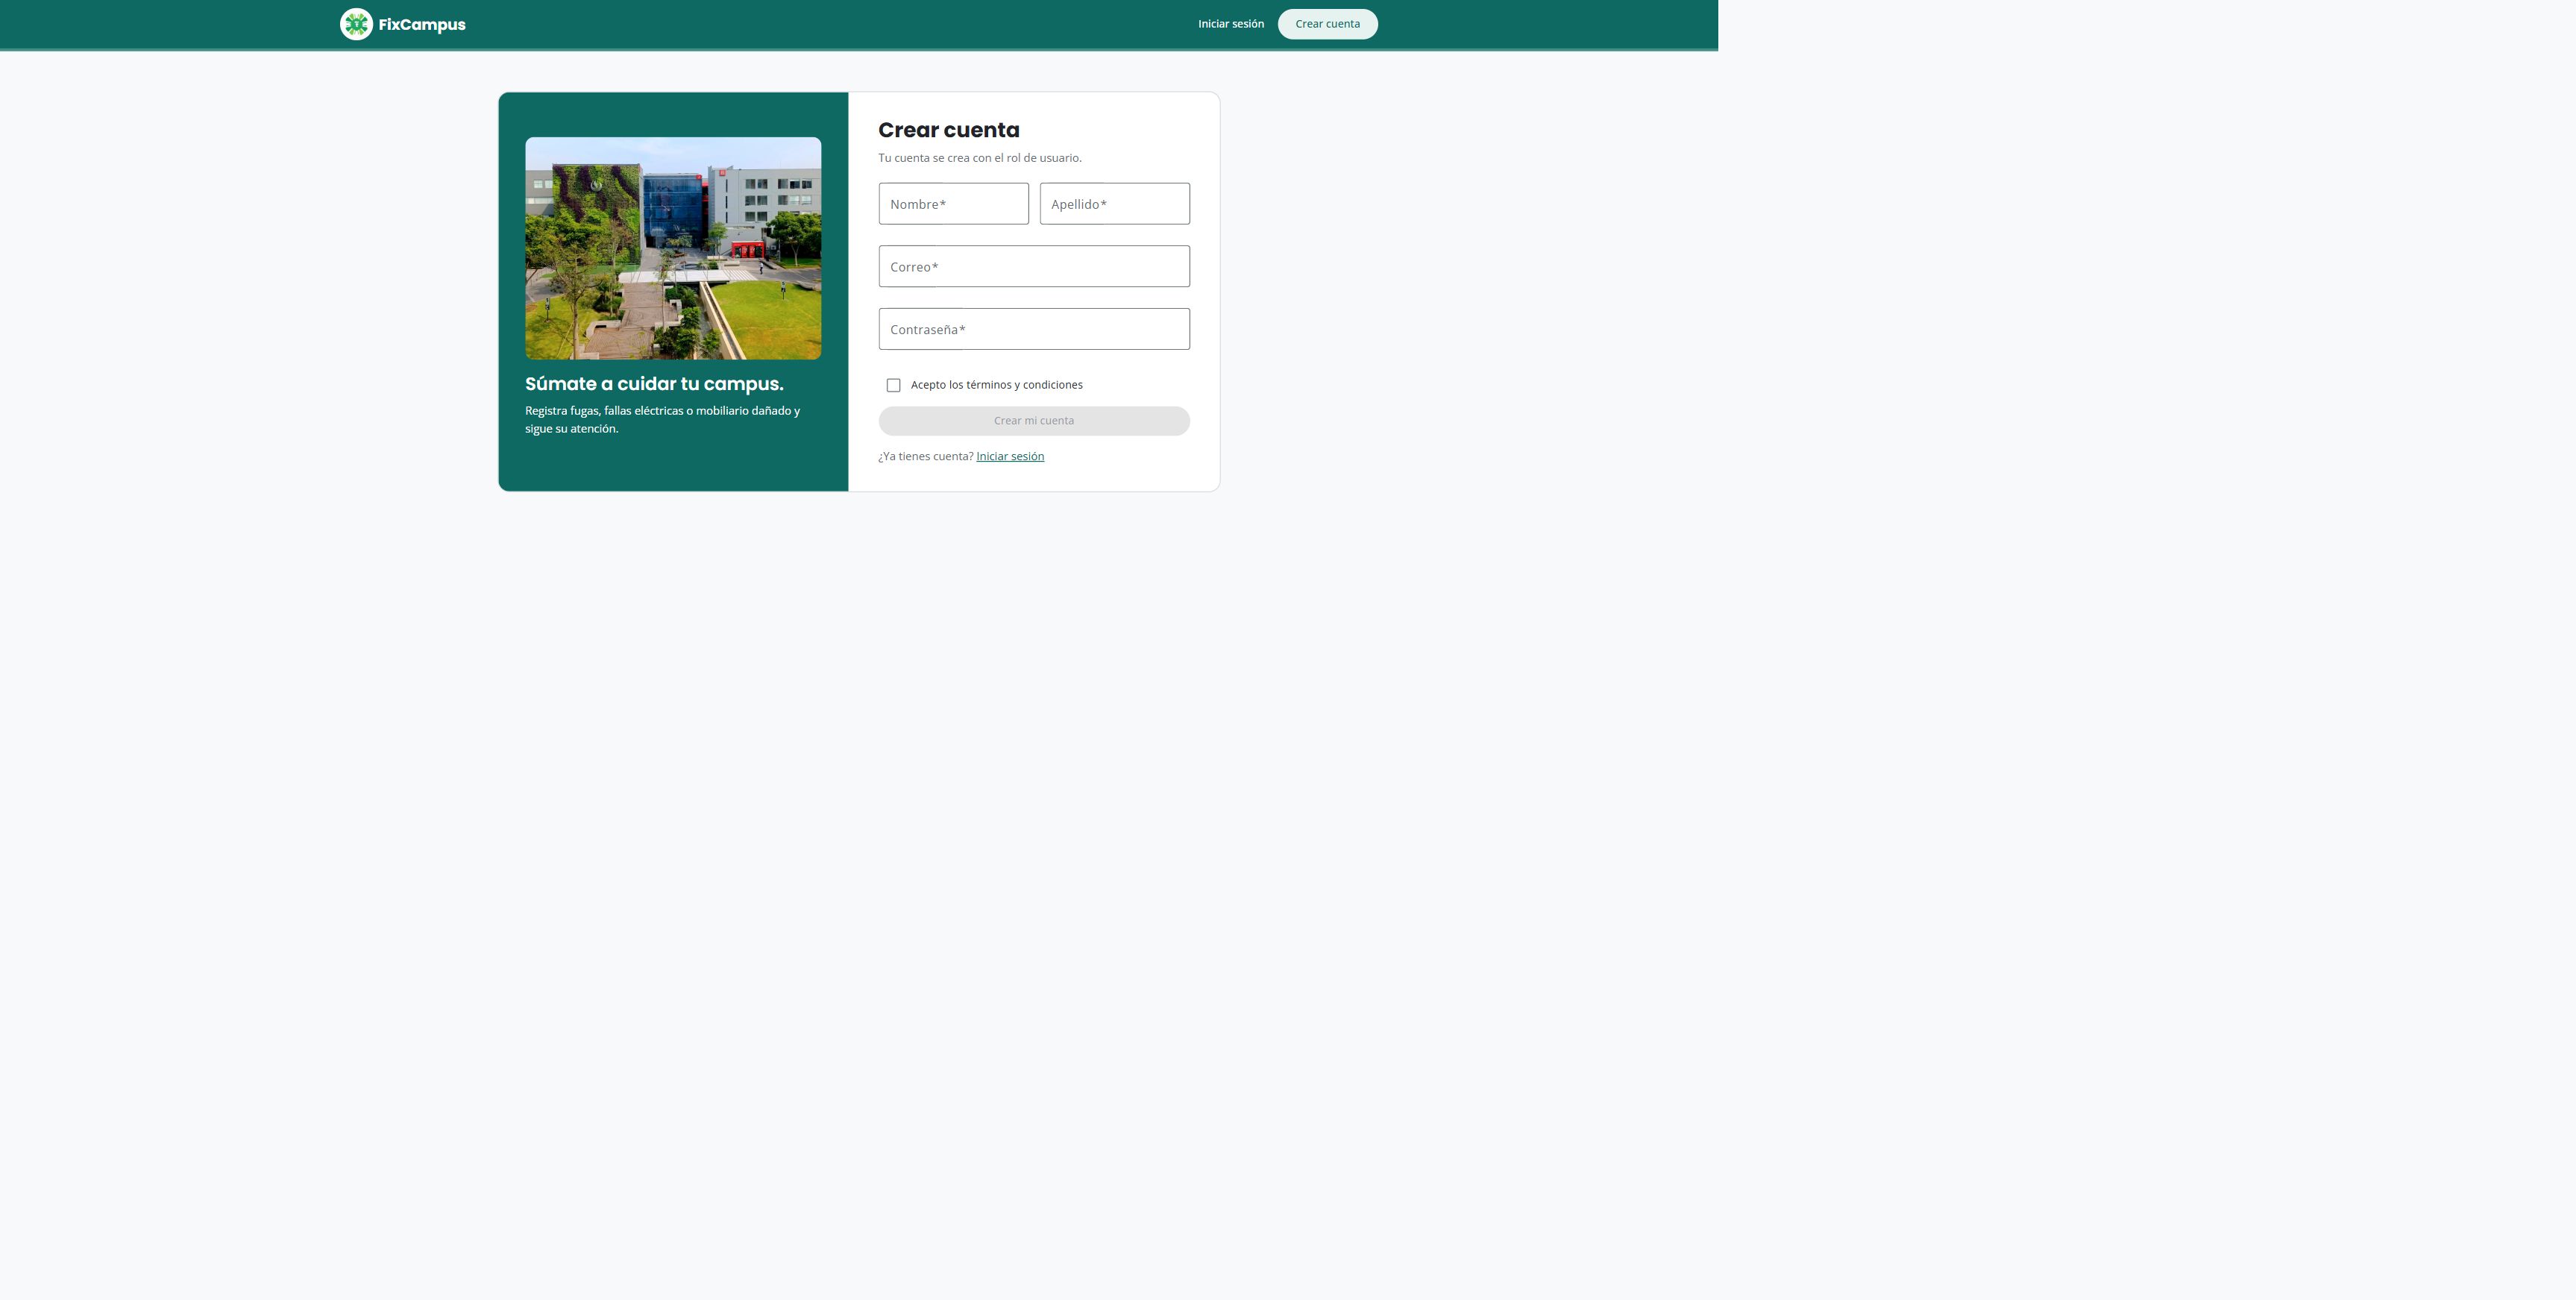 FixCampus
Iniciar sesión
Crear cuenta
Súmate a cuidar tu campus.
Registra fugas, fallas eléctricas o mobiliario dañado y
sigue su atención.
Crear cuenta
Tu cuenta se crea con el rol de usuario.
Nombre*
Apellido*
Correo*
Contraseña*
Acepto los términos y condiciones
Crear mi cuenta
¿Ya tienes cuenta? Iniciar sesión